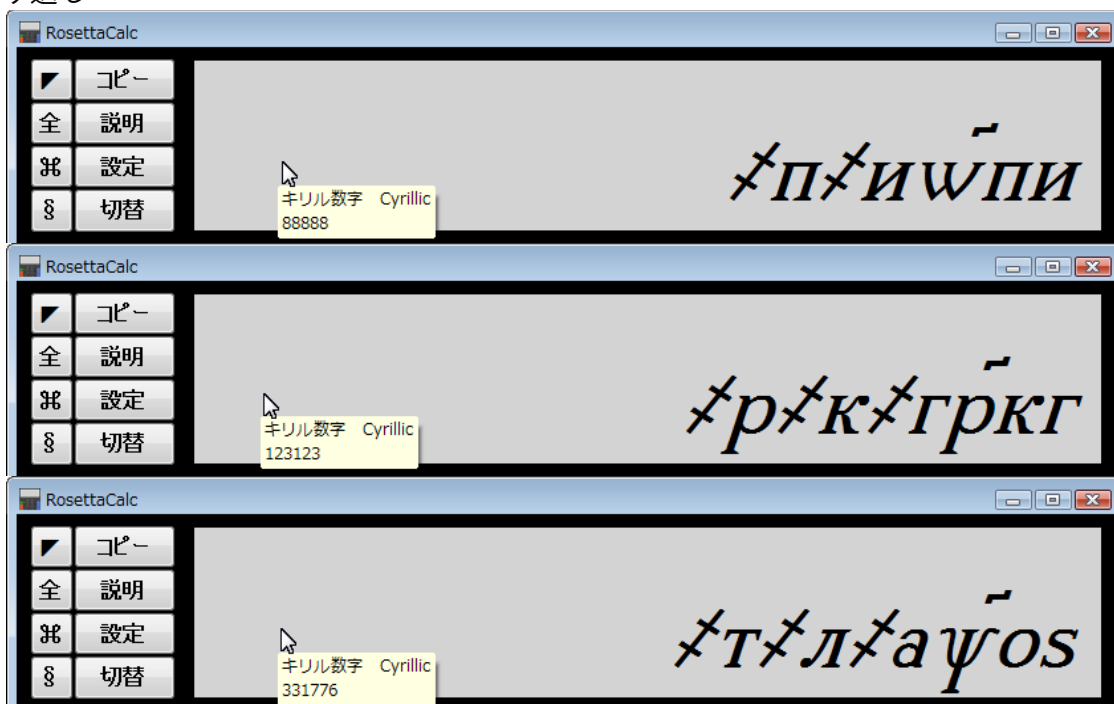 RosettaCalc
◤ コピー
全 説明
⌘ 設定
§ 切替
҂п҂иѡп҃и
キリル数字 Cyrillic
88888
RosettaCalc
◤ コピー
全 説明
⌘ 設定
§ 切替
҂р҂к҂грк҃г
キリル数字 Cyrillic
123123
RosettaCalc
◤ コピー
全 説明
⌘ 設定
§ 切替
҂т҂л҂аѱо҃ѕ
キリル数字 Cyrillic
331776